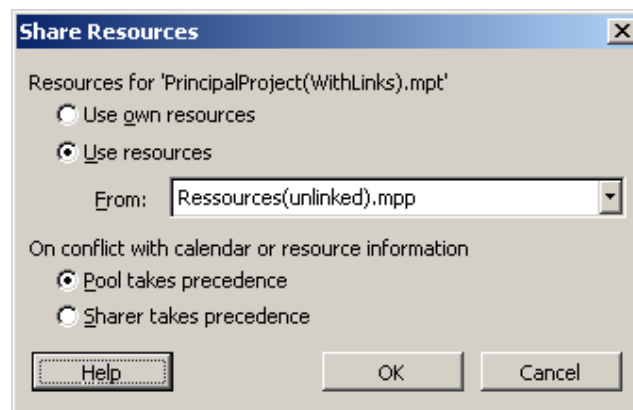 Share Resources
Resources for 'PrincipalProject(WithLinks).mpt'
Use own resources
Use resources
From: Ressources(unlinked).mpp
On conflict with calendar or resource information
Pool takes precedence
Sharer takes precedence
Help OK Cancel